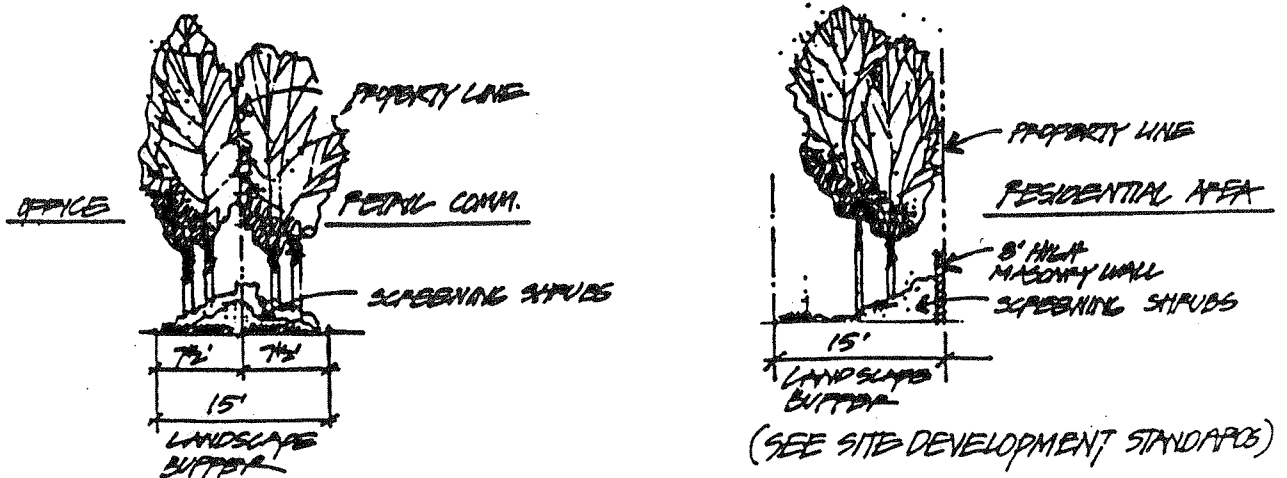 PROPERTY LINE
OFFICE
RETAIL COMM.
SCREENING SHRUBS
7½' 7½'
15'
LANDSCAPE
BUFFER
PROPERTY LINE
RESIDENTIAL AREA
8' HIGH
MASONRY WALL
SCREENING SHRUBS
15'
LANDSCAPE
BUFFER
(SEE SITE DEVELOPMENT STANDARDS)